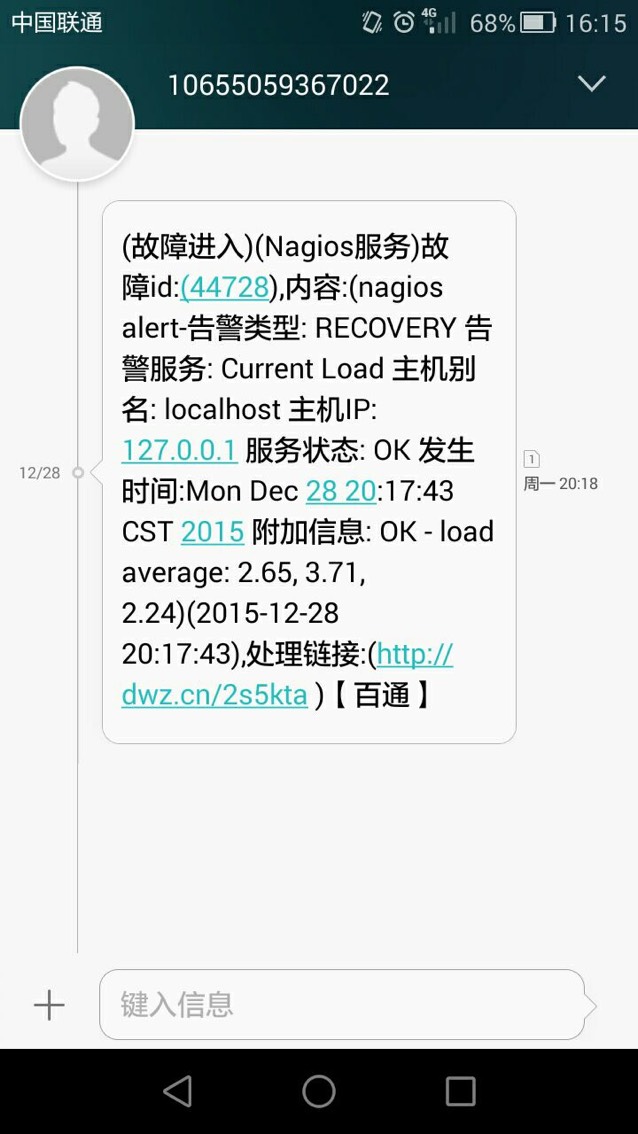 中国联通 4G 68% 16:15
10655059367022
(故障进入)(Nagios服务)故
障id:(44728),内容:(nagios
alert-告警类型: RECOVERY 告
警服务: Current Load 主机别
名: localhost 主机IP:
127.0.0.1 服务状态: OK 发生
时间:Mon Dec 28 20:17:43
CST 2015 附加信息: OK - load
average: 2.65, 3.71,
2.24)(2015-12-28
20:17:43),处理链接:(http://
dwz.cn/2s5kta )【 百通 】
12/28
1
周一 20:18
键入信息